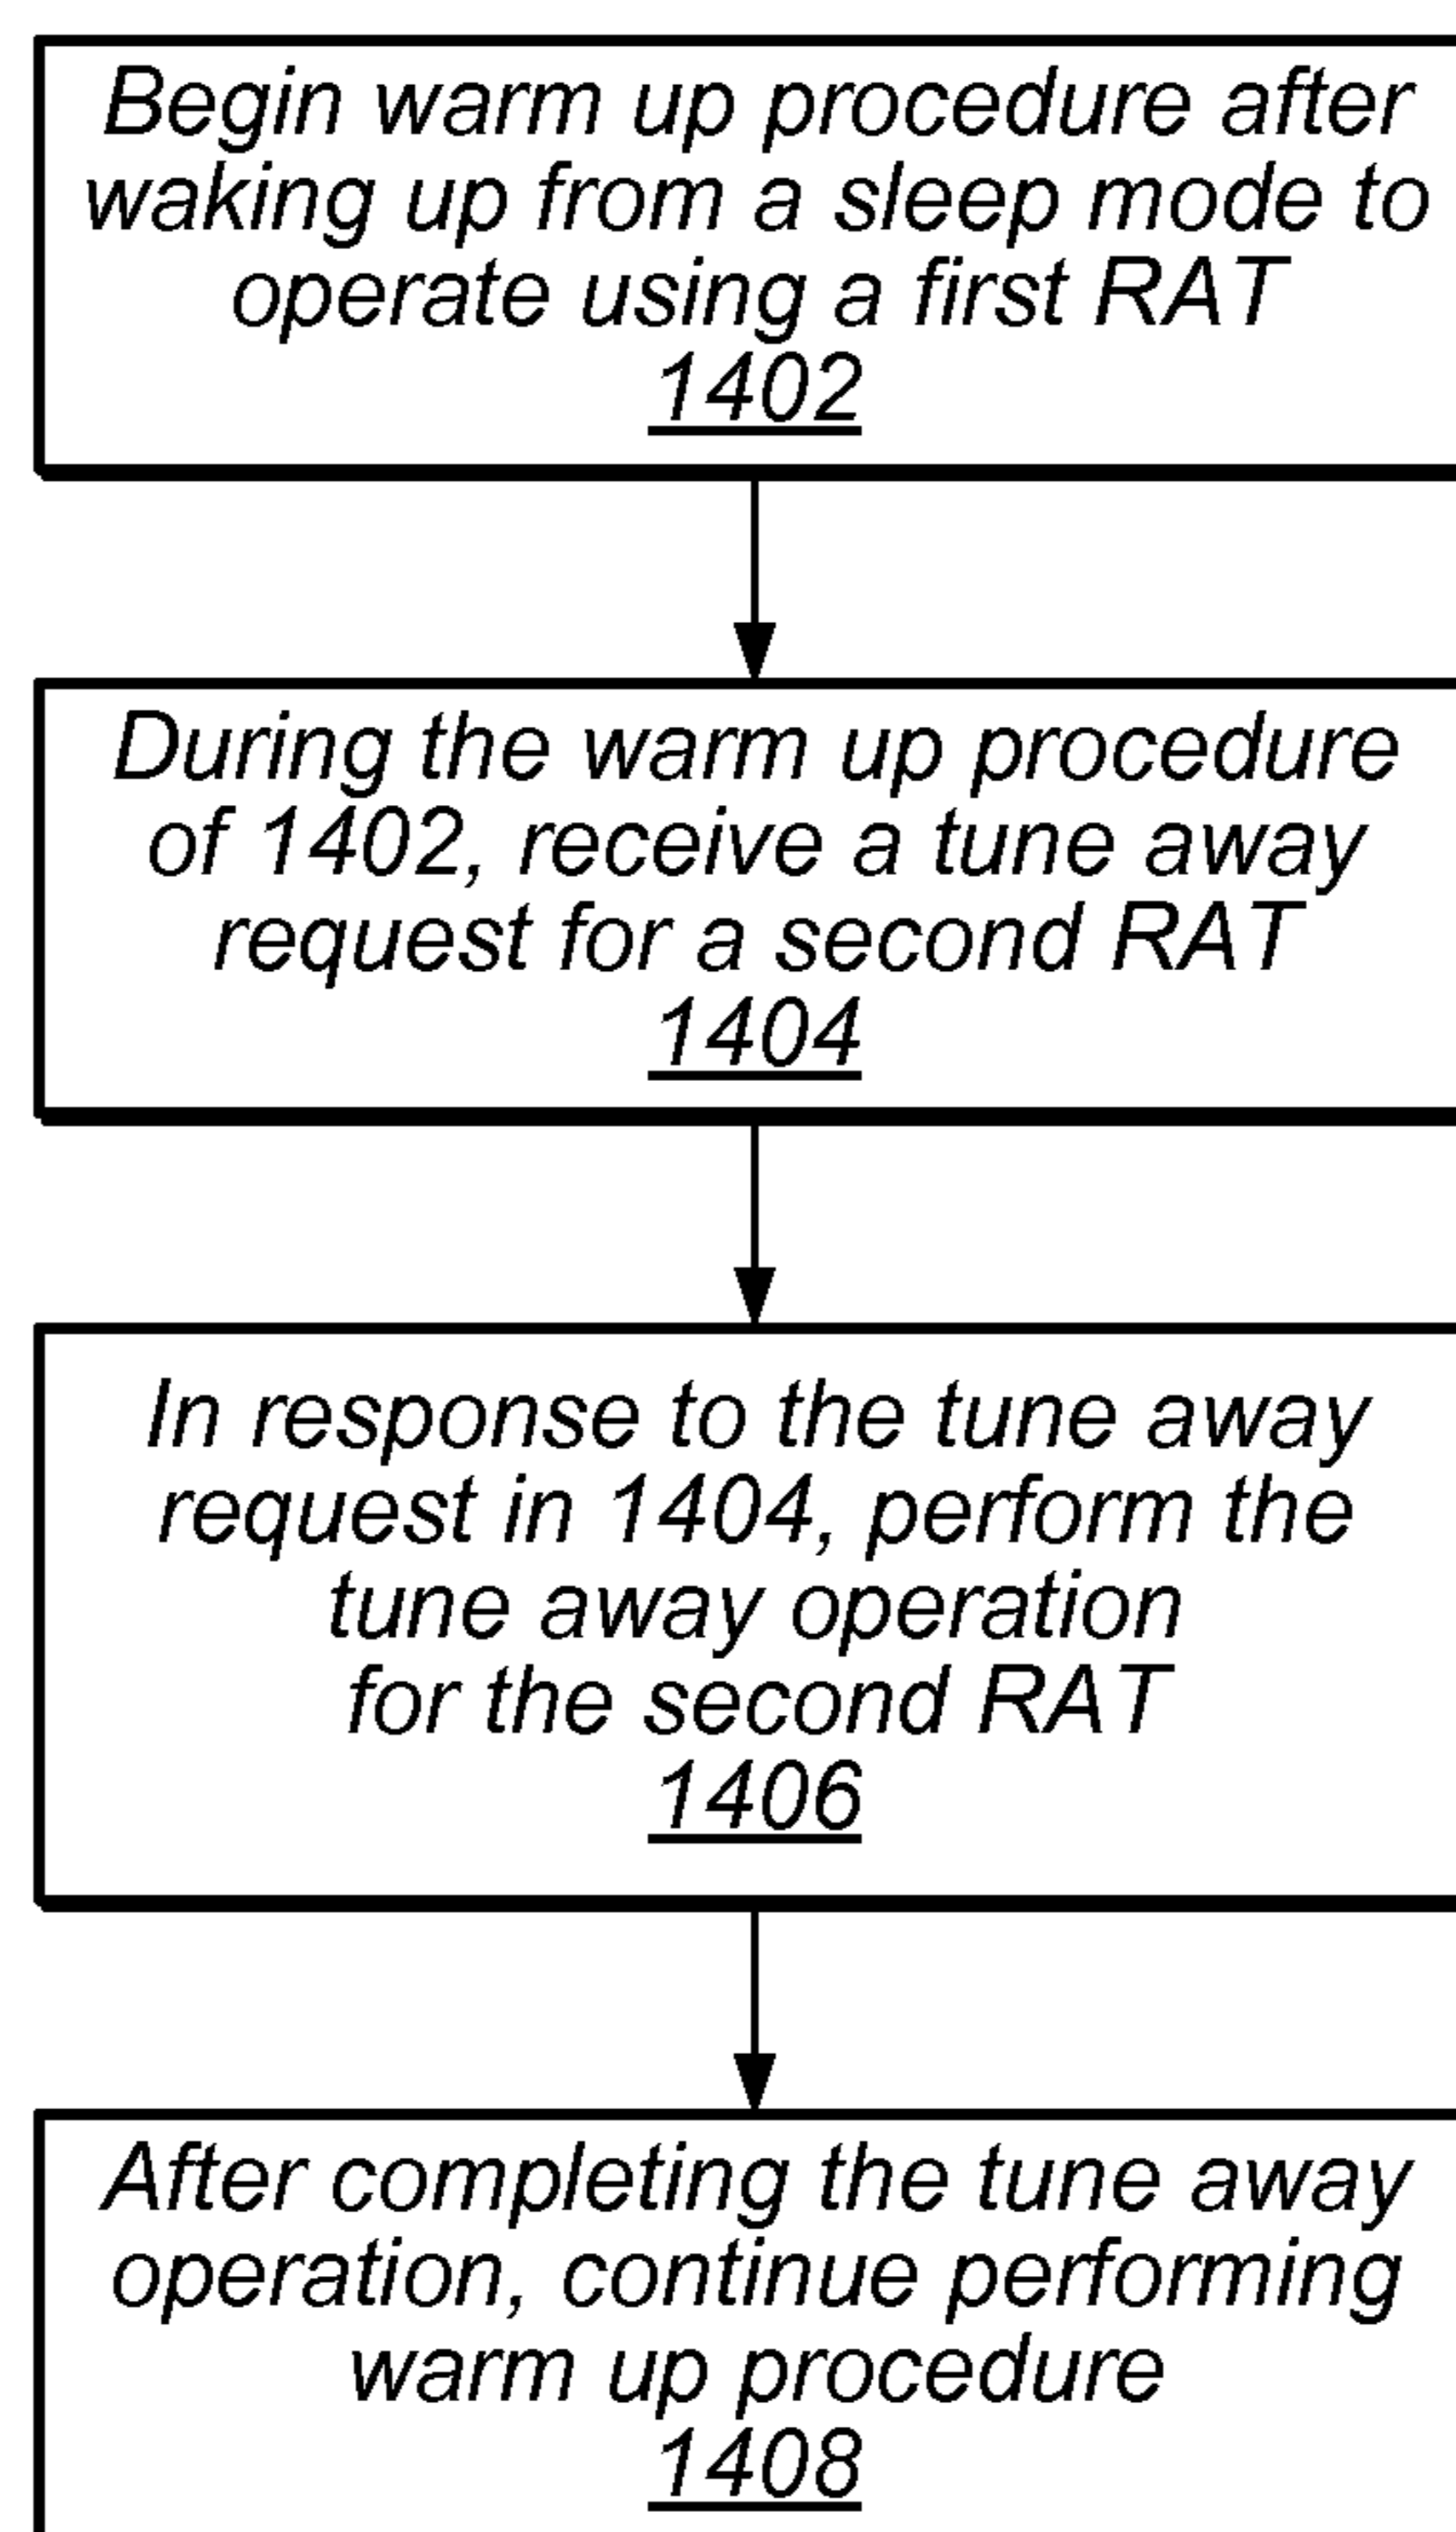 Begin warm up procedure after
waking up from a sleep mode to
operate using a first RAT
1402
During the warm up procedure
of 1402, receive a tune away
request for a second RAT
1404
In response to the tune away
request in 1404, perform the
tune away operation
for the second RAT
1406
After completing the tune away
operation, continue performing
warm up procedure
1408